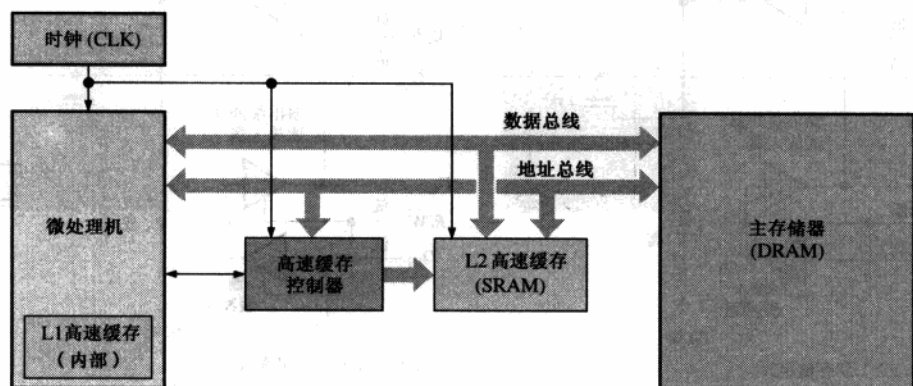 时钟 (CLK)
数据总线
地址总线
微处理机
高速缓存
控制器
L2 高速缓存
(SRAM)
主存储器
(DRAM)
L1高速缓存
（内部）